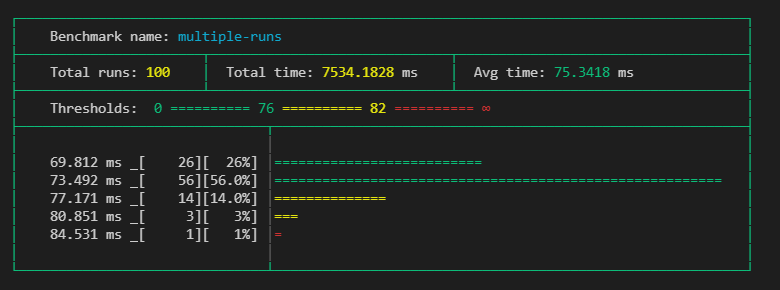 Benchmark name: multiple-runs
Total runs: 100 Total time: 7534.1828 ms Avg time: 75.3418 ms
Thresholds: 0 ========== 76 ========== 82 ========== ∞
69.812 ms _[ 26][ 26%] ==========================
73.492 ms _[ 56][56.0%] ========================================================
77.171 ms _[ 14][14.0%] ==============
80.851 ms _[ 3][ 3%] ===
84.531 ms _[ 1][ 1%] =